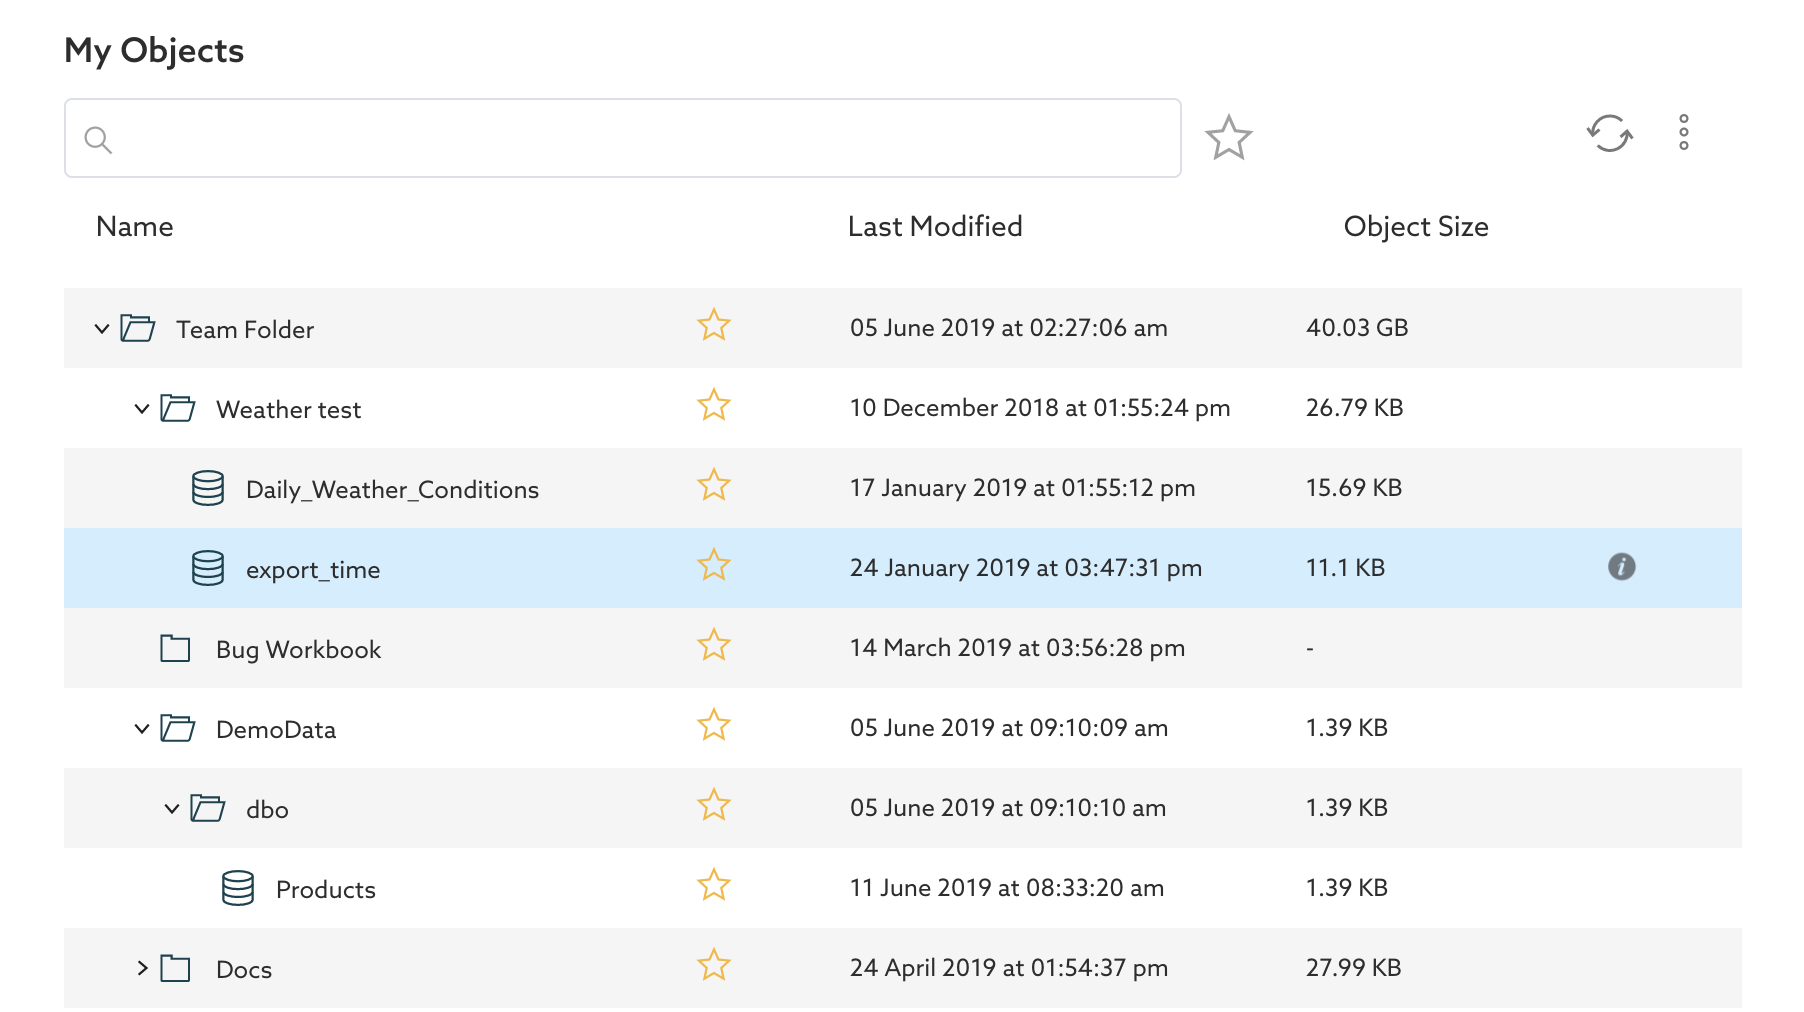 My Objects
Name Last Modified Object Size
Team Folder 05 June 2019 at 02:27:06 am 40.03 GB
Weather test 10 December 2018 at 01:55:24 pm 26.79 KB
Daily_Weather_Conditions 17 January 2019 at 01:55:12 pm 15.69 KB
export_time 24 January 2019 at 03:47:31 pm 11.1 KB i
Bug Workbook 14 March 2019 at 03:56:28 pm -
DemoData 05 June 2019 at 09:10:09 am 1.39 KB
dbo 05 June 2019 at 09:10:10 am 1.39 KB
Products 11 June 2019 at 08:33:20 am 1.39 KB
Docs 24 April 2019 at 01:54:37 pm 27.99 KB